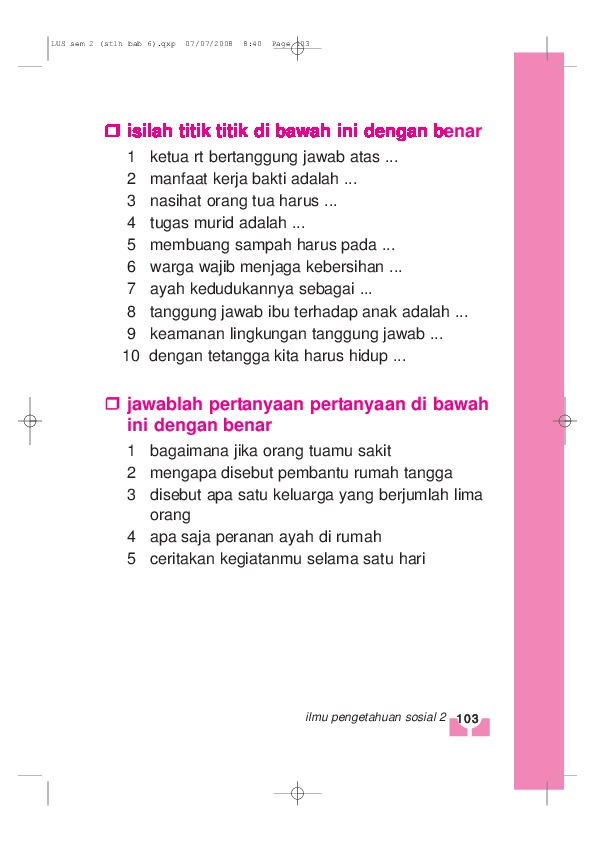 LUS sem 2 (stlh bab 6).qxp 07/07/2008 8:40 Page 103
isilah titik titik di bawah ini dengan benar
1 ketua rt bertanggung jawab atas ...
2 manfaat kerja bakti adalah ...
3 nasihat orang tua harus ...
4 tugas murid adalah ...
5 membuang sampah harus pada ...
6 warga wajib menjaga kebersihan ...
7 ayah kedudukannya sebagai ...
8 tanggung jawab ibu terhadap anak adalah ...
9 keamanan lingkungan tanggung jawab ...
10 dengan tetangga kita harus hidup ...
jawablah pertanyaan pertanyaan di bawah
ini dengan benar
1 bagaimana jika orang tuamu sakit
2 mengapa disebut pembantu rumah tangga
3 disebut apa satu keluarga yang berjumlah lima
orang
4 apa saja peranan ayah di rumah
5 ceritakan kegiatanmu selama satu hari
ilmu pengetahuan sosial 2 103